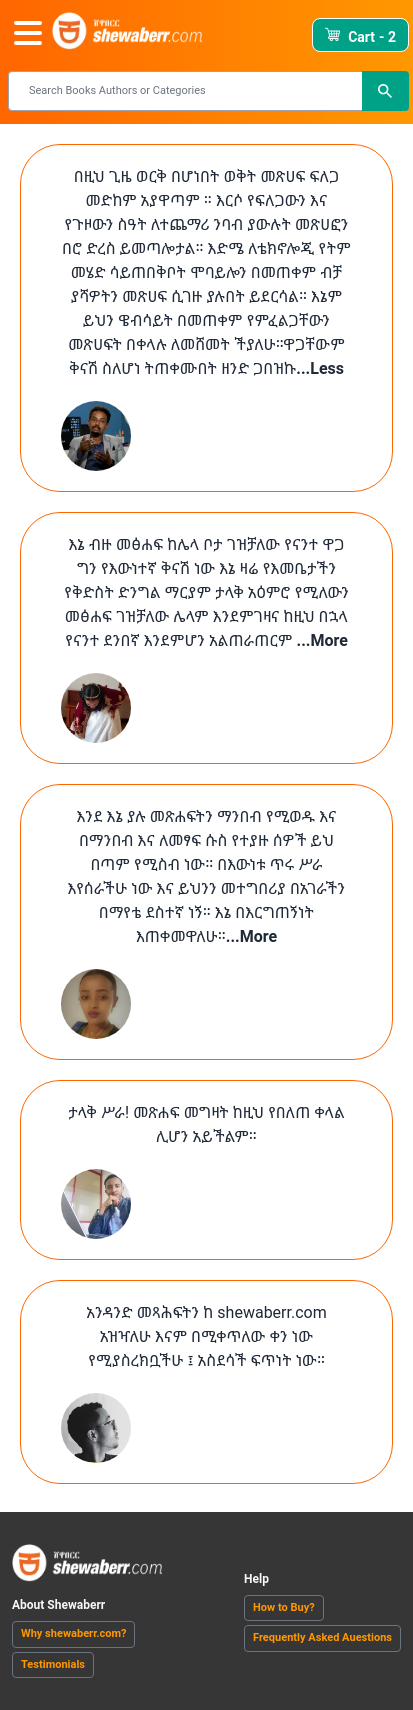 ሸዋበርር
shewaberr.com
Cart - 2
Search Books Authors or Categories
በዚህ ጊዜ ወርቅ በሆነበት ወቅት መጽሀፍ ፍለጋ
መድከም አያዋጣም ። እርሶ የፍለጋውን እና
የጉዞውን ስዓት ለተጨማሪ ንባብ ያውሉት መጽሀፎን
በሮ ድረስ ይመጣሎታል። እድሜ ለቴክኖሎጂ የትም
መሄድ ሳይጠበቅቦት ሞባይሎን በመጠቀም ብቻ
ያሻዎትን መጽሀፍ ሲገዙ ያሉበት ይደርሳል። እኔም
ይህን ዌብሳይት በመጠቀም የምፈልጋቸውን
መጽሀፍት በቀላሉ ለመሸመት ችያለሁ።ዋጋቸውም
ቅናሽ ስለሆነ ትጠቀሙበት ዘንድ ጋበዝኩ...Less
እኔ ብዙ መፅሐፍ ከሌላ ቦታ ገዝቻለው የናንተ ዋጋ
ግን የእውነተኛ ቅናሽ ነው እኔ ዛሬ የእመቤታችን
የቅድስት ድንግል ማርያም ታላቅ አዕምሮ የሚለውን
መፅሐፍ ገዝቻለው ሌላም እንደምገዛና ከዚህ በኋላ
የናንተ ደንበኛ እንደምሆን አልጠራጠርም ...More
እንደ እኔ ያሉ መጽሐፍትን ማንበብ የሚወዱ እና
በማንበብ እና ለመፃፍ ሱስ የተያዙ ሰዎች ይህ
በጣም የሚስብ ነው። በእውነቱ ጥሩ ሥራ
እየሰራችሁ ነው እና ይህንን መተግበሪያ በአገራችን
በማየቴ ደስተኛ ነኝ። እኔ በእርግጠኝነት
እጠቀመዋለሁ።...More
ታላቅ ሥራ! መጽሐፍ መግዛት ከዚህ የበለጠ ቀላል
ሊሆን አይችልም።
አንዳንድ መጻሕፍትን ከ shewaberr.com
አዝዣለሁ እናም በሚቀጥለው ቀን ነው
የሚያስረክቧችሁ ፤ አስደሳች ፍጥነት ነው።
ሸዋበርር
shewaberr.com
About Shewaberr
Why shewaberr.com?
Testimonials
Help
How to Buy?
Frequently Asked Auestions